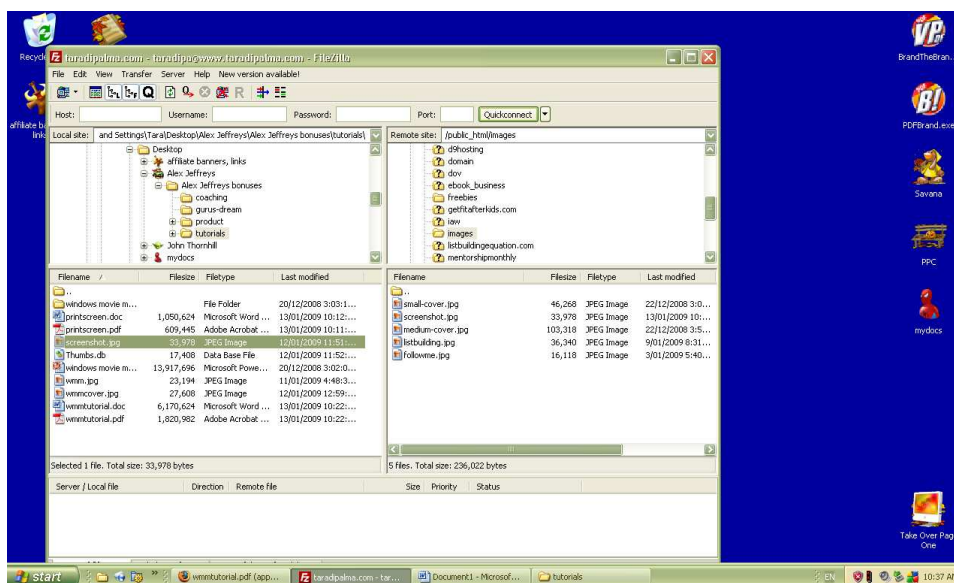 Recycle
BrandTheBran...
PDFBrand.exe
Savana
PPC
mydocs
Take Over Page
One
affiliate ba
link
taradipalma.com - taradipa@www.taradipalma.com - FileZilla
File Edit View Transfer Server Help New version available!
Host: Username: Password: Port: Quickconnect
Local site: and Settings\Tara\Desktop\Alex Jeffreys\Alex Jeffreys bonuses\tutorials\
Desktop
affiliate banners, links
Alex Jeffreys
Alex Jeffreys bonuses
coaching
gurus-dream
product
tutorials
John Thornhill
mydocs
Remote site: /public_html/images
d9hosting
domain
dov
ebook_business
freebies
getfitafterkids.com
iaw
images
listbuildingequation.com
mentorshipmonthly
Filename Filesize Filetype Last modified
..
windows movie m... File Folder 20/12/2008 3:03:1...
printscreen.doc 1,050,624 Microsoft Word ... 13/01/2009 10:12:...
printscreen.pdf 609,445 Adobe Acrobat ... 13/01/2009 10:11:...
screenshot.jpg 33,978 JPEG Image 12/01/2009 11:51:...
Thumbs.db 17,408 Data Base File 12/01/2009 11:52:...
windows movie m... 13,917,696 Microsoft Powe... 20/12/2008 3:02:0...
wmm.jpg 23,194 JPEG Image 11/01/2009 4:48:3...
wmmcover.jpg 27,608 JPEG Image 12/01/2009 12:59:...
wmmtutorial.doc 6,170,624 Microsoft Word ... 13/01/2009 10:22:...
wmmtutorial.pdf 1,820,982 Adobe Acrobat ... 13/01/2009 10:22:...
Selected 1 file. Total size: 33,978 bytes
Filename Filesize Filetype Last modified
..
small-cover.jpg 46,268 JPEG Image 22/12/2008 3:0...
screenshot.jpg 33,978 JPEG Image 13/01/2009 10:...
medium-cover.jpg 103,318 JPEG Image 22/12/2008 3:5...
listbuilding.jpg 36,340 JPEG Image 9/01/2009 8:31...
followme.jpg 16,118 JPEG Image 3/01/2009 5:40...
5 files. Total size: 236,022 bytes
Server / Local file Direction Remote file Size Priority Status
start wmmtutorial.pdf (app... taradipalma.com - tar... Document1 - Microsof... tutorials EN 10:37 AM